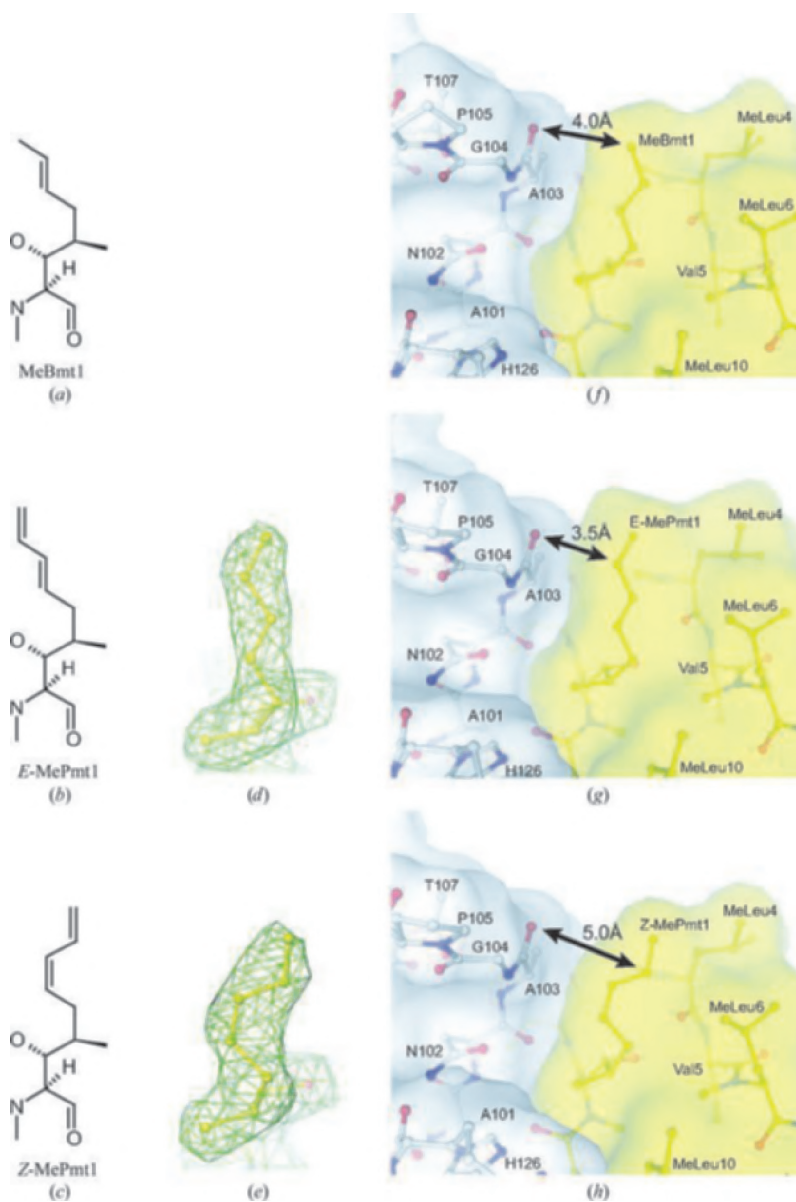 O
H
N
O
MeBmt1
(a)
T107
P105
G104
A103
N102
A101
H126
4.0Å
MeBmt1
MeLeu4
MeLeu6
Val5
MeLeu10
(f)
O
H
N
O
E-MePmt1
(b)
(d)
T107
P105
G104
A103
N102
A101
H126
3.5Å
E-MePmt1
MeLeu4
MeLeu6
Val5
MeLeu10
(g)
O
H
N
O
Z-MePmt1
(c)
(e)
T107
P105
G104
A103
N102
A101
H126
5.0Å
Z-MePmt1
MeLeu4
MeLeu6
Val5
MeLeu10
(h)